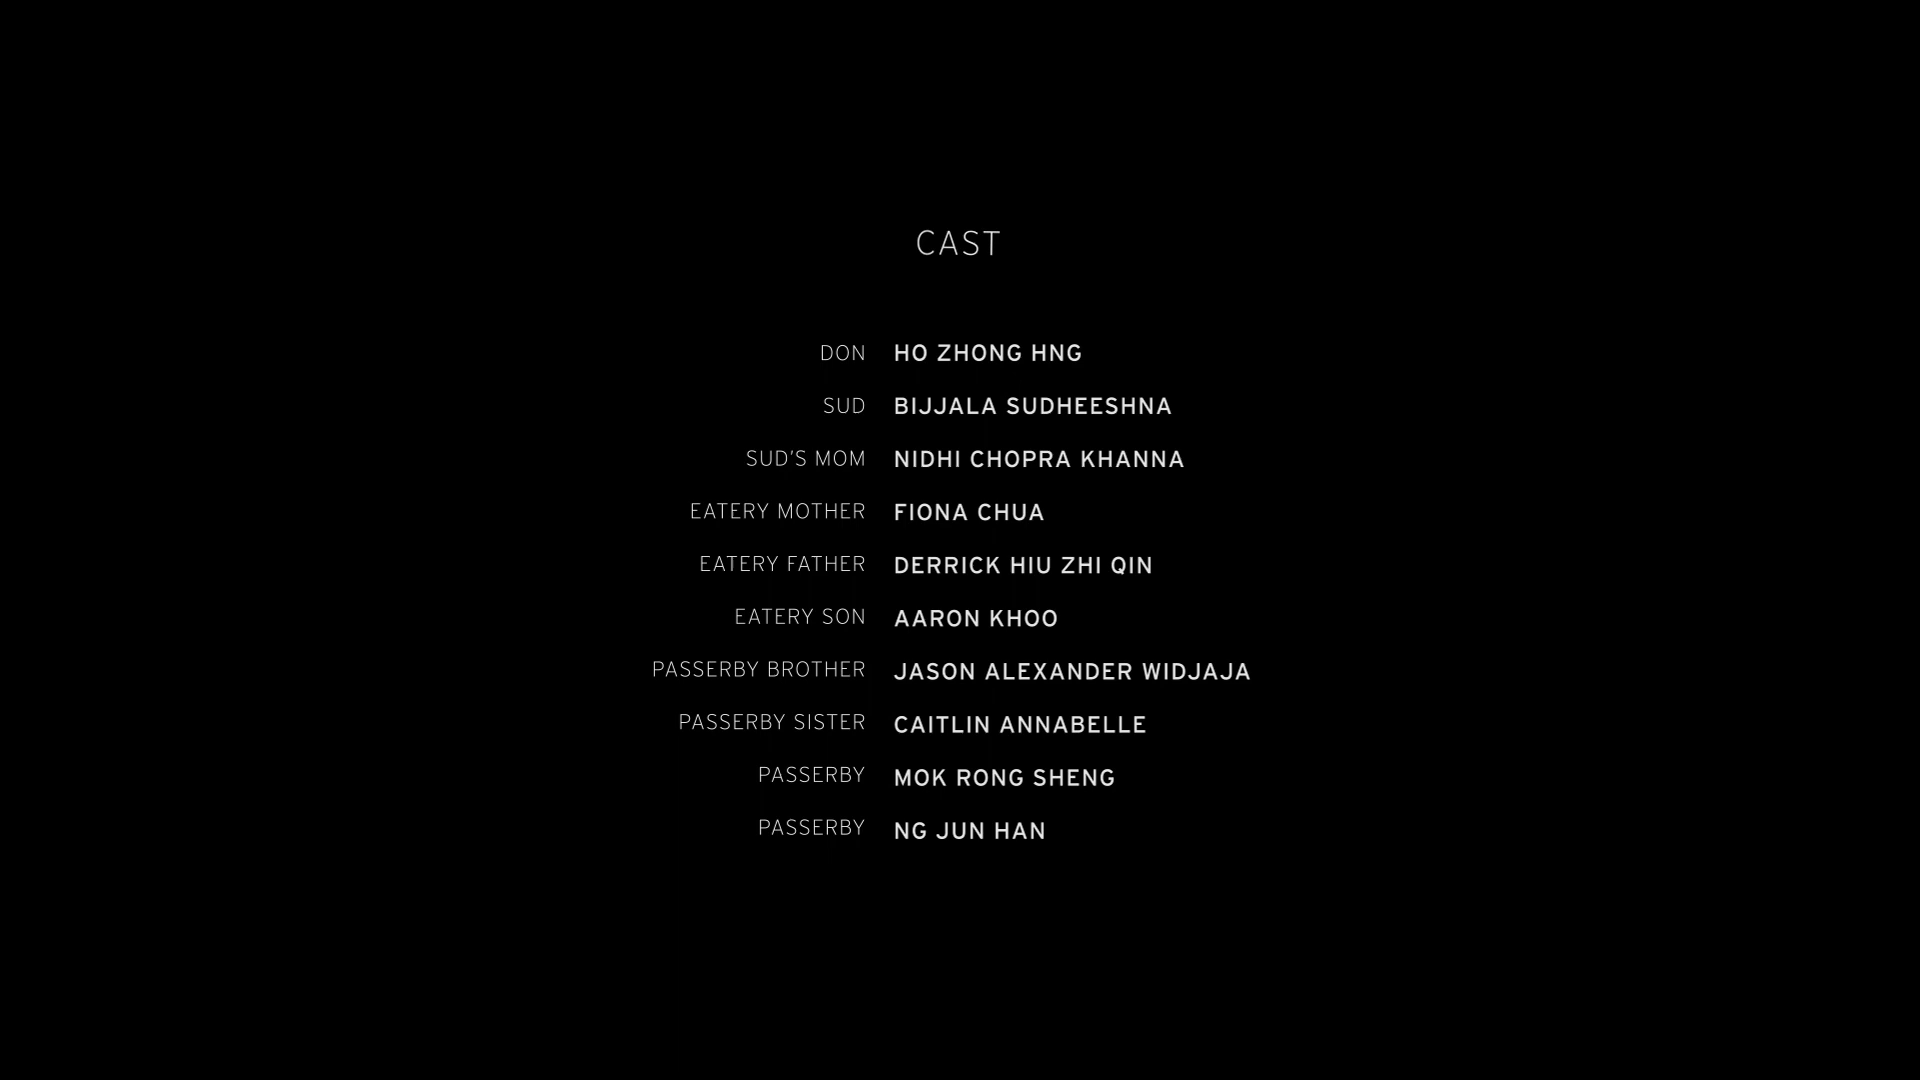 CAST
DON HO ZHONG HNG
SUD BIJJALA SUDHEESHNA
SUD'S MOM NIDHI CHOPRA KHANNA
EATERY MOTHER FIONA CHUA
EATERY FATHER DERRICK HIU ZHI QIN
EATERY SON AARON KHOO
PASSERBY BROTHER JASON ALEXANDER WIDJAJA
PASSERBY SISTER CAITLIN ANNABELLE
PASSERBY MOK RONG SHENG
PASSERBY NG JUN HAN